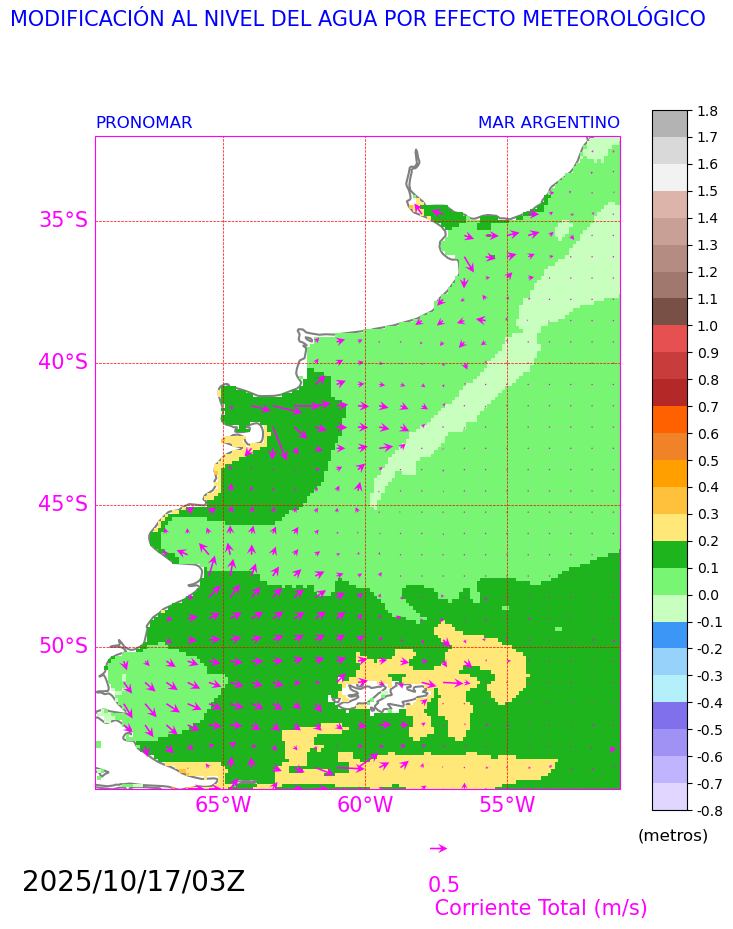 MODIFICACIÓN AL NIVEL DEL AGUA POR EFECTO METEOROLÓGICO
PRONOMAR
MAR ARGENTINO
35°S
40°S
45°S
50°S
65°W
60°W
55°W
1.8
1.7
1.6
1.5
1.4
1.3
1.2
1.1
1.0
0.9
0.8
0.7
0.6
0.5
0.4
0.3
0.2
0.1
0.0
-0.1
-0.2
-0.3
-0.4
-0.5
-0.6
-0.7
-0.8
(metros)
2025/10/17/03Z
0.5
Corriente Total (m/s)